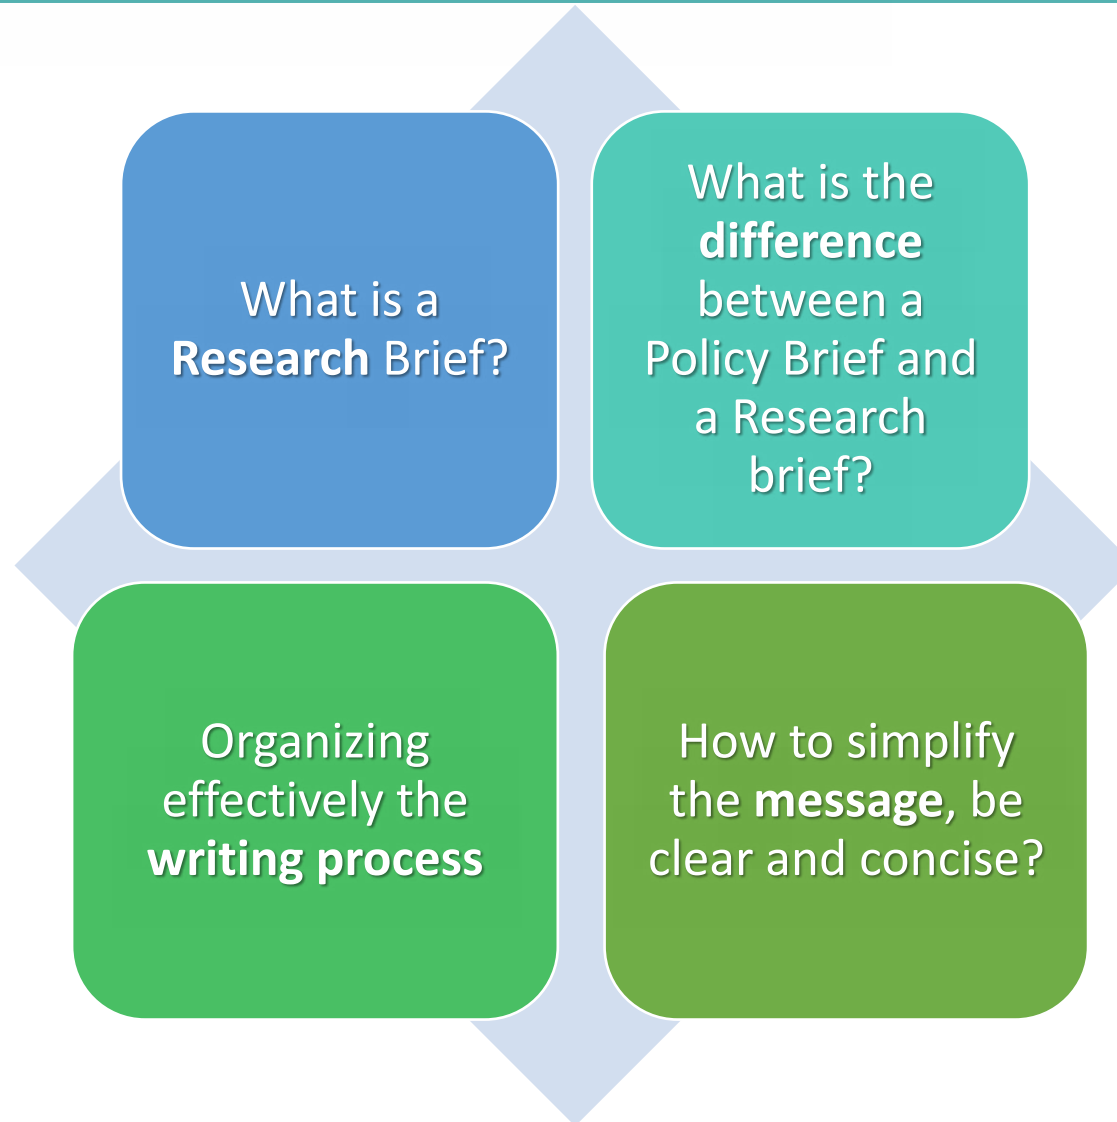 What is a
Research Brief?
What is the
difference
between a
Policy Brief and
a Research
brief?
Organizing
effectively the
writing process
How to simplify
the message, be
clear and concise?